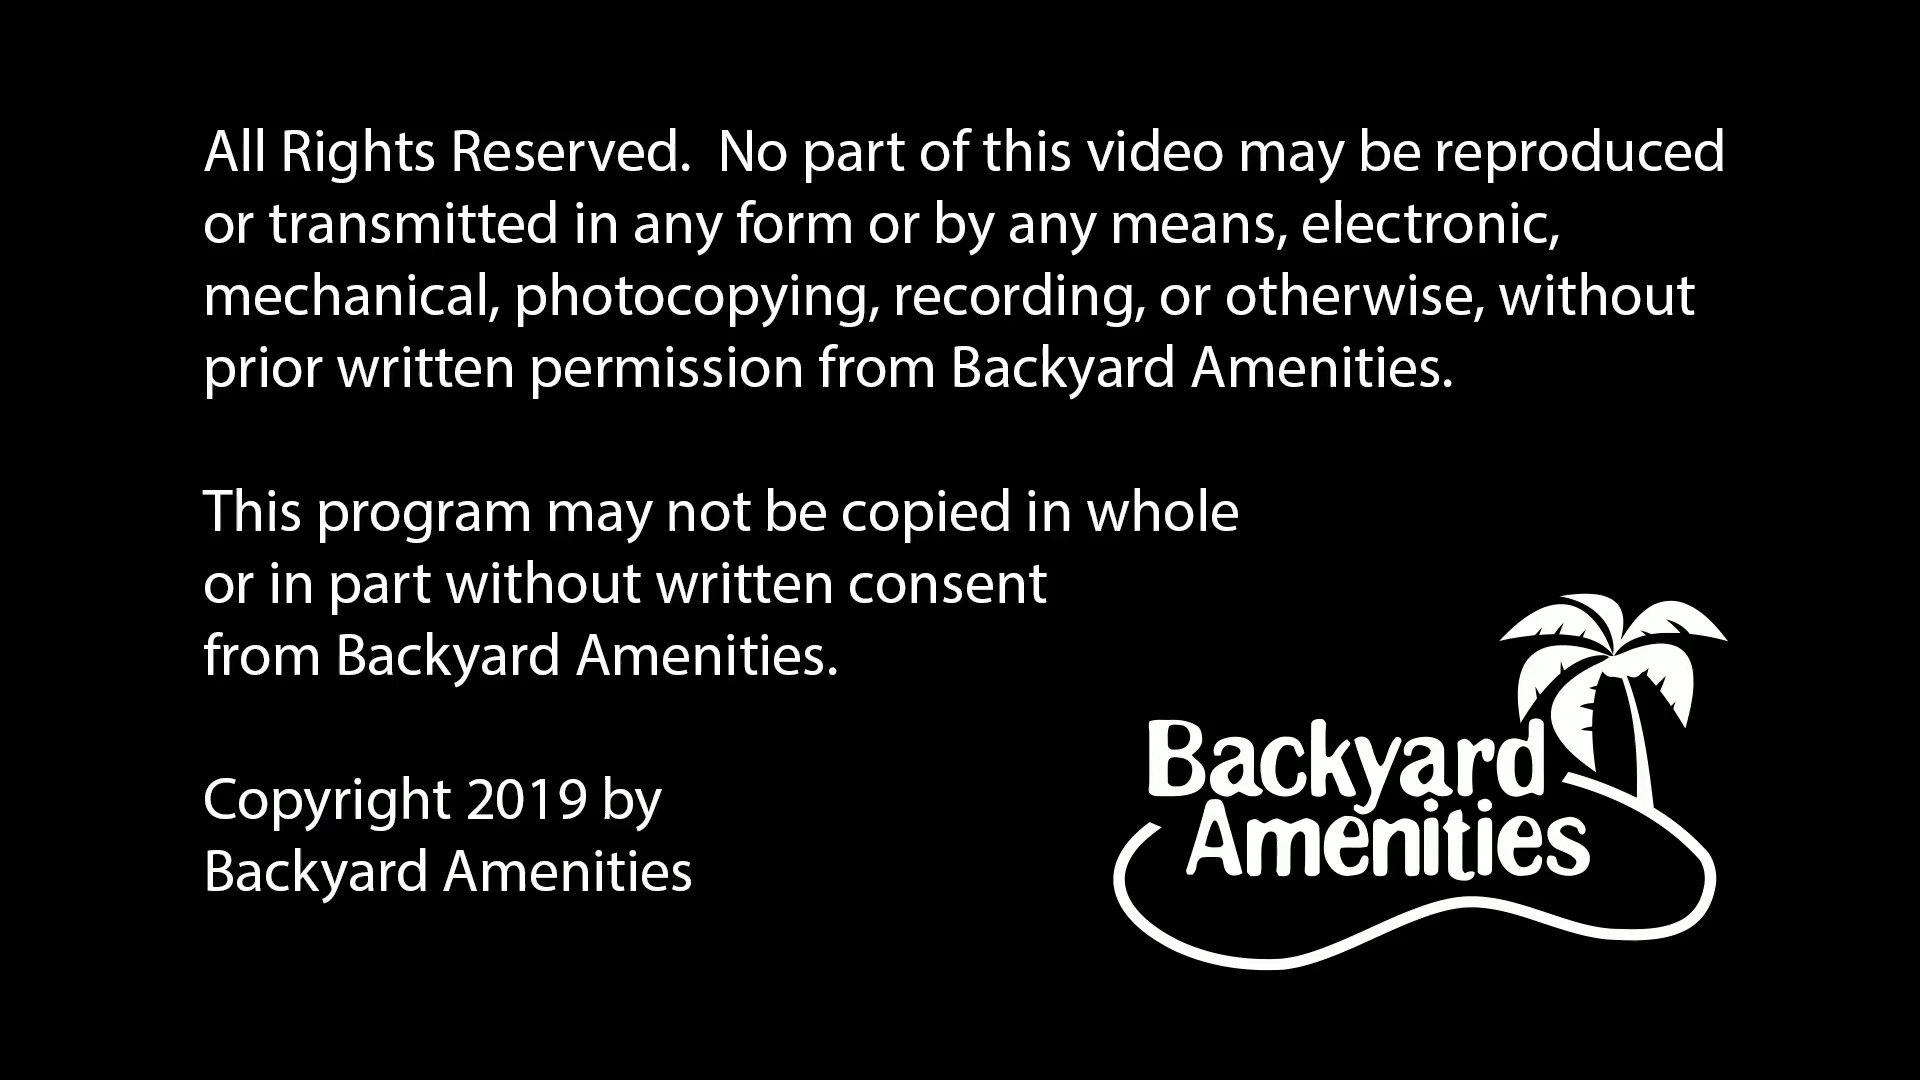 All Rights Reserved.  No part of this video may be reproduced
or transmitted in any form or by any means, electronic,
mechanical, photocopying, recording, or otherwise, without
prior written permission from Backyard Amenities.
This program may not be copied in whole
or in part without written consent
from Backyard Amenities.
Copyright 2019 by
Backyard Amenities
Backyard
Amenities